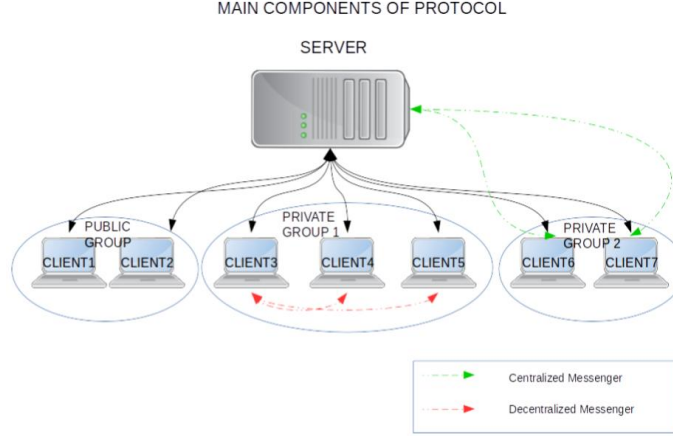 MAIN COMPONENTS OF PROTOCOL
SERVER
PUBLIC
GROUP
PRIVATE
GROUP 1
PRIVATE
GROUP 2
CLIENT1
CLIENT2
CLIENT3
CLIENT4
CLIENT5
CLIENT6
CLIENT7
Centralized Messenger
Decentralized Messenger